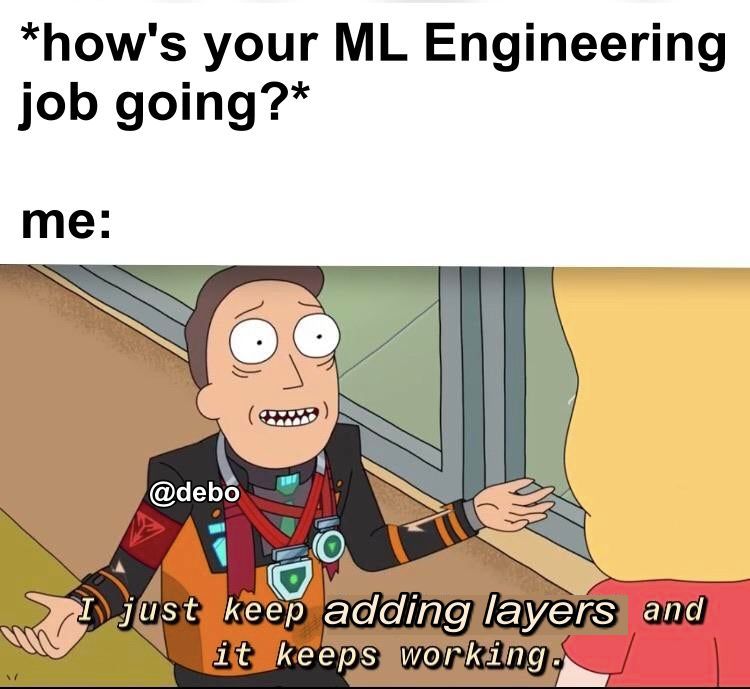 *how's your ML Engineering
job going?*
me:
@debo
I just keep adding layers and
it keeps working.